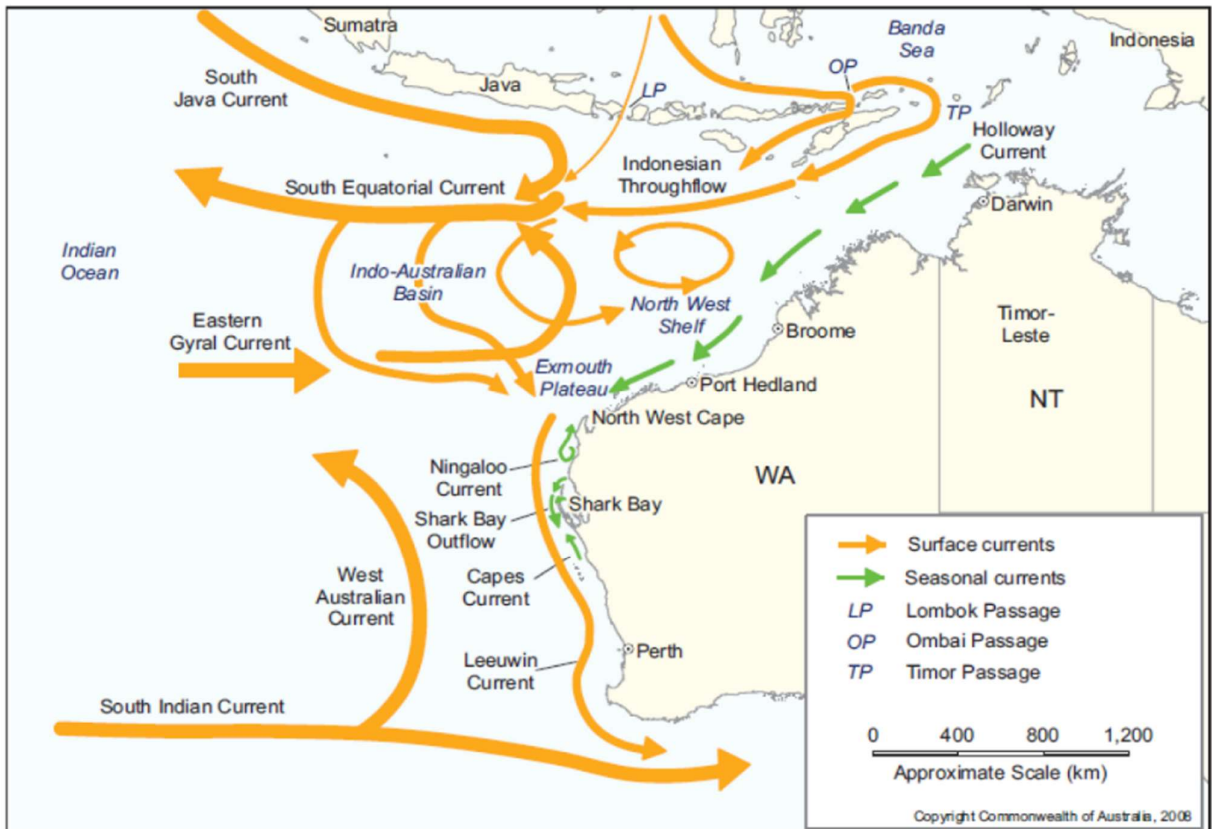 Sumatra
Banda
Sea
Indonesia
South
Java Current
Java
LP
OP
TP
Holloway
Current
Indonesian
Throughflow
South Equatorial Current
Darwin
Indian
Ocean
Indo-Australian
Basin
North West
Shelf
Eastern
Gyral Current
Broome
Timor-
Leste
Exmouth
Plateau
Port Hedland
NT
North West Cape
Ningaloo
Current
WA
Shark Bay
Shark Bay
Outflow
West
Australian
Current
Capes
Current
Perth
Leeuwin
Current
South Indian Current
Surface currents
Seasonal currents
LP Lombok Passage
OP Ombai Passage
TP Timor Passage
0 400 800 1,200
Approximate Scale (km)
Copyright Commonwealth of Australia, 2008